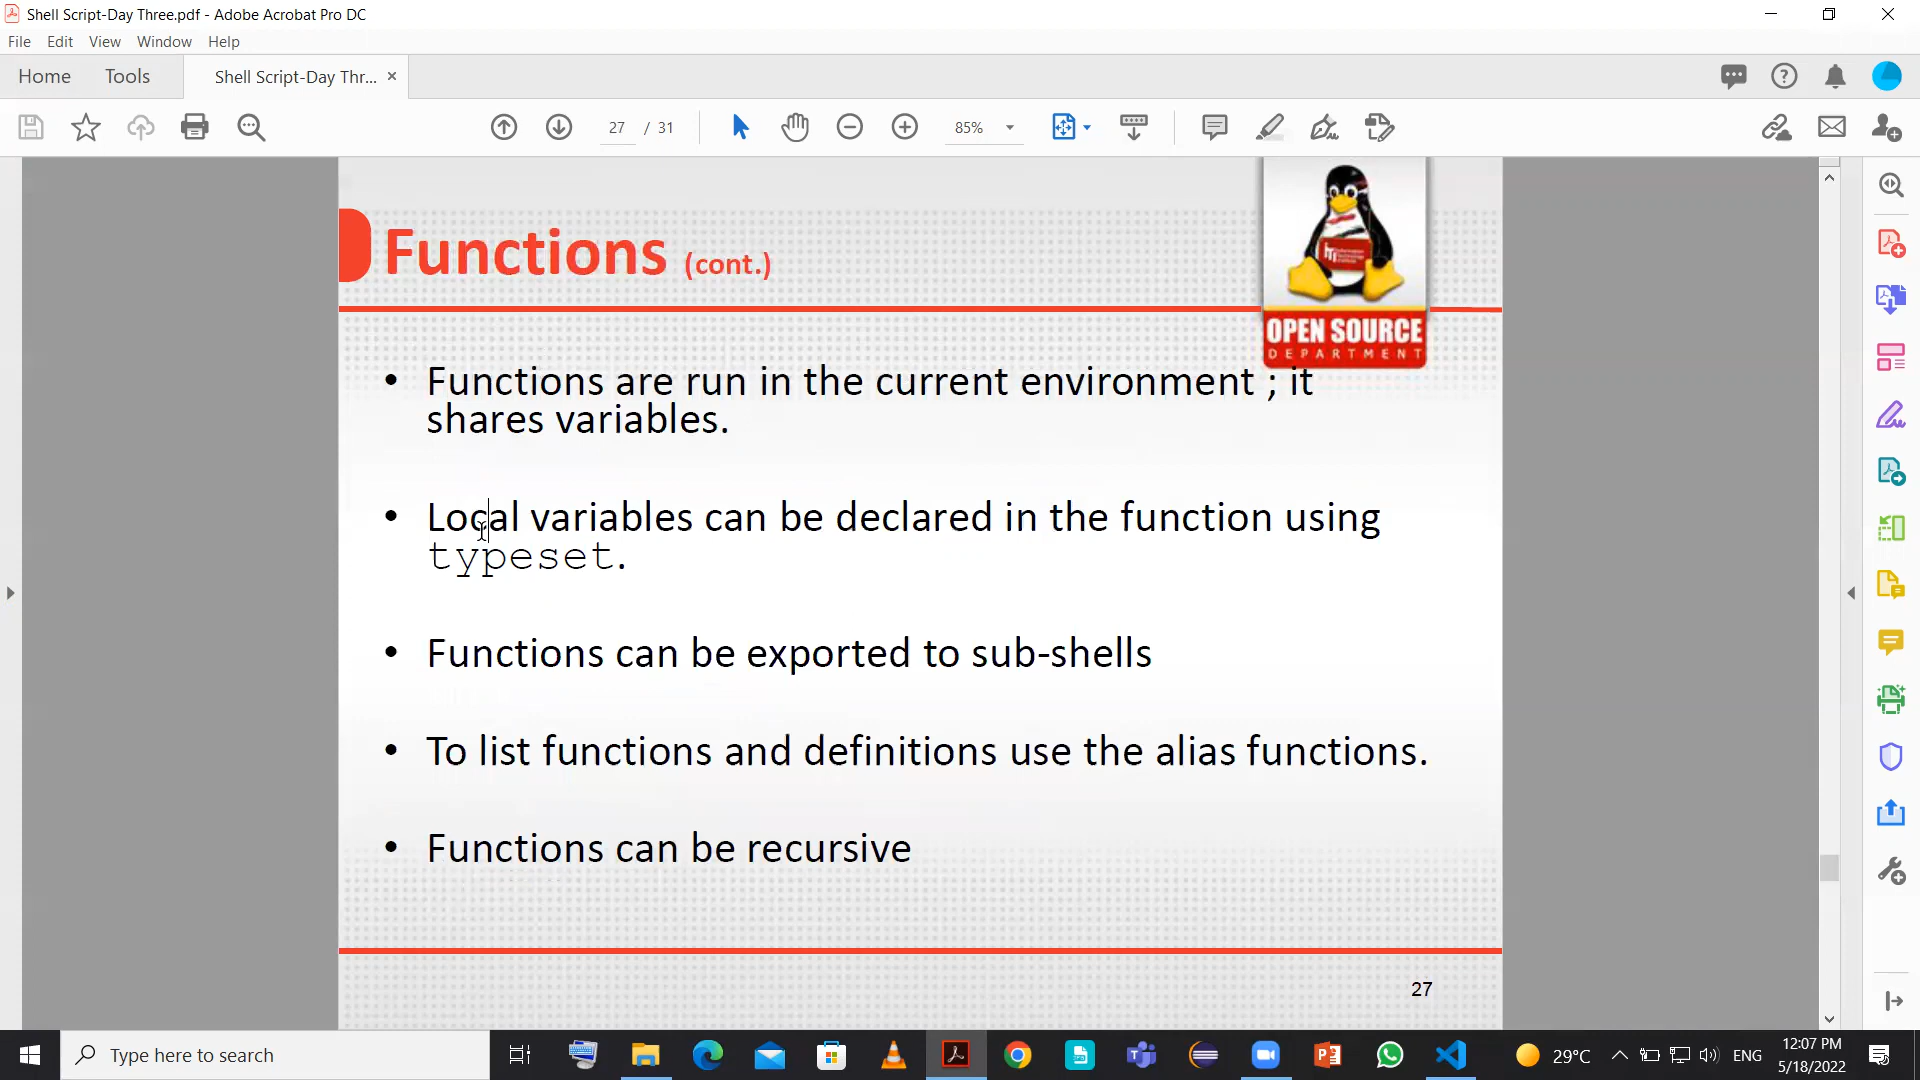 Shell Script-Day Three.pdf - Adobe Acrobat Pro DC
File Edit View Window Help
Home Tools Shell Script-Day Thr... ×
27 / 31 85%
Functions (cont.)
OPEN SOURCE
DEPARTMENT
• Functions are run in the current environment ; it
shares variables.
• Local variables can be declared in the function using
typeset.
• Functions can be exported to sub-shells
• To list functions and definitions use the alias functions.
• Functions can be recursive
27
Type here to search
29°C ENG 12:07 PM
5/18/2022